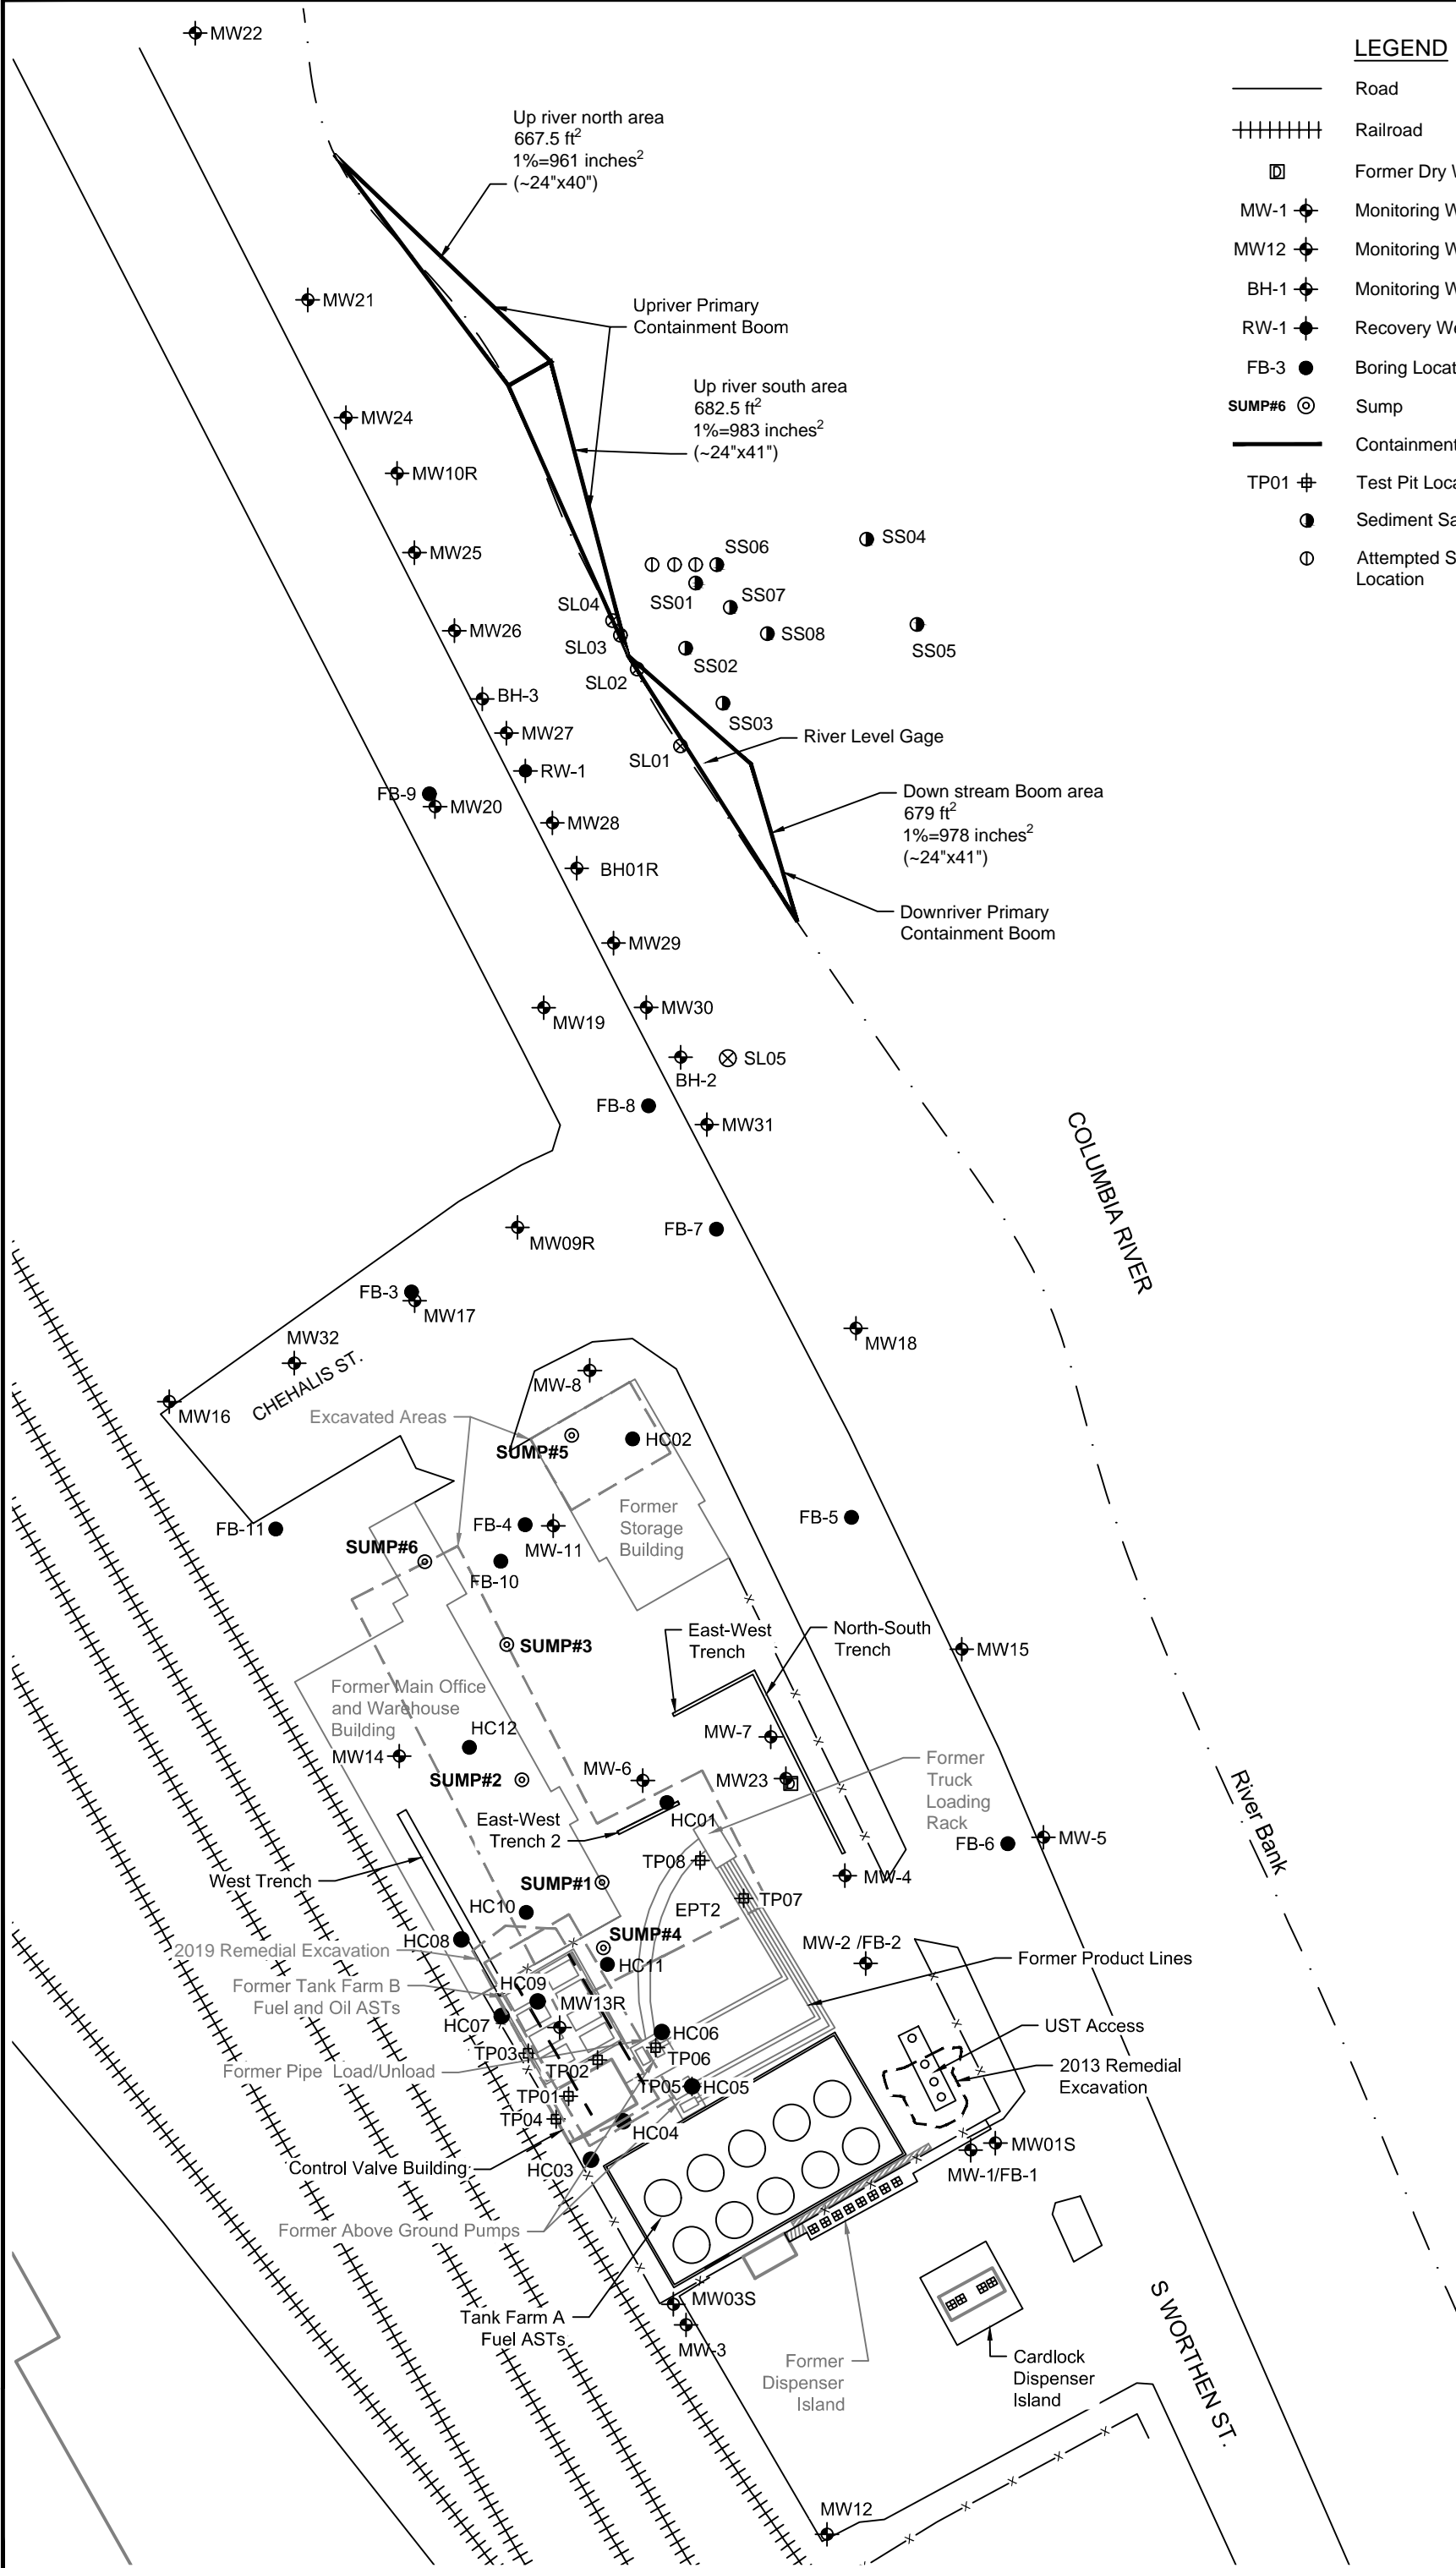 MW22
LEGEND
Road
Railroad
Former Dry
MW-1
Monitoring
MW12
Monitoring
BH-1
Monitoring
RW-1
Recovery
FB-3
Boring
SUMP#6
Sump
Containment
TP01
Test Pit
Sediment
Attempted
Location
Up river north area
667.5 ft²
1%=961 inches²
(~24"x40")
MW21
Upriver Primary
Containment Boom
Up river south area
682.5 ft²
1%=983 inches²
(~24"x41")
MW24
MW10R
MW25
SS06
SS04
SS01
SS07
SL04
SS08
SS05
MW26
SL03
SS02
SL02
BH-3
SS03
MW27
River Level Gage
SL01
RW-1
FB-9
MW20
Down stream Boom area
679 ft²
1%=978 inches²
(~24"x41")
MW28
BH01R
Downriver Primary
Containment Boom
MW29
MW19
MW30
SL05
BH-2
FB-8
MW31
COLUMBIA RIVER
MW09R
FB-7
FB-3
MW17
MW18
MW32
CHEHALIS ST.
MW16
MW-8
Excavated Areas
SUMP#5
HC02
Former
Storage
Building
FB-11
FB-4
MW-11
FB-5
SUMP#6
FB-10
SUMP#3
East-West
Trench
North-South
Trench
MW15
Former Main Office
and Warehouse
Building
HC12
MW14
MW-7
SUMP#2
MW-6
MW23
D
Former
Truck
Loading
Rack
River Bank
HC01
East-West
Trench 2
FB-6
MW-5
TP08
West Trench
SUMP#1
MW-4
EPT2
TP07
HC10
HC08
SUMP#4
MW-2 /FB-2
2019 Remedial Excavation
HC11
Former Product Lines
Former Tank Farm B
Fuel and Oil ASTs
HC09
MW13R
HC07
HC06
UST Access
TP03
TP02
TP06
2013 Remedial
Excavation
Former Pipe Load/Unload
TP01
TP05
HC05
TP04
HC04
MW01S
Control Valve Building
HC03
MW-1/FB-1
Former Above Ground Pumps
MW03S
Tank Farm A
Fuel ASTs
MW-3
Former
Dispenser
Island
Cardlock
Dispenser
Island
S WORTHEN ST.
MW12